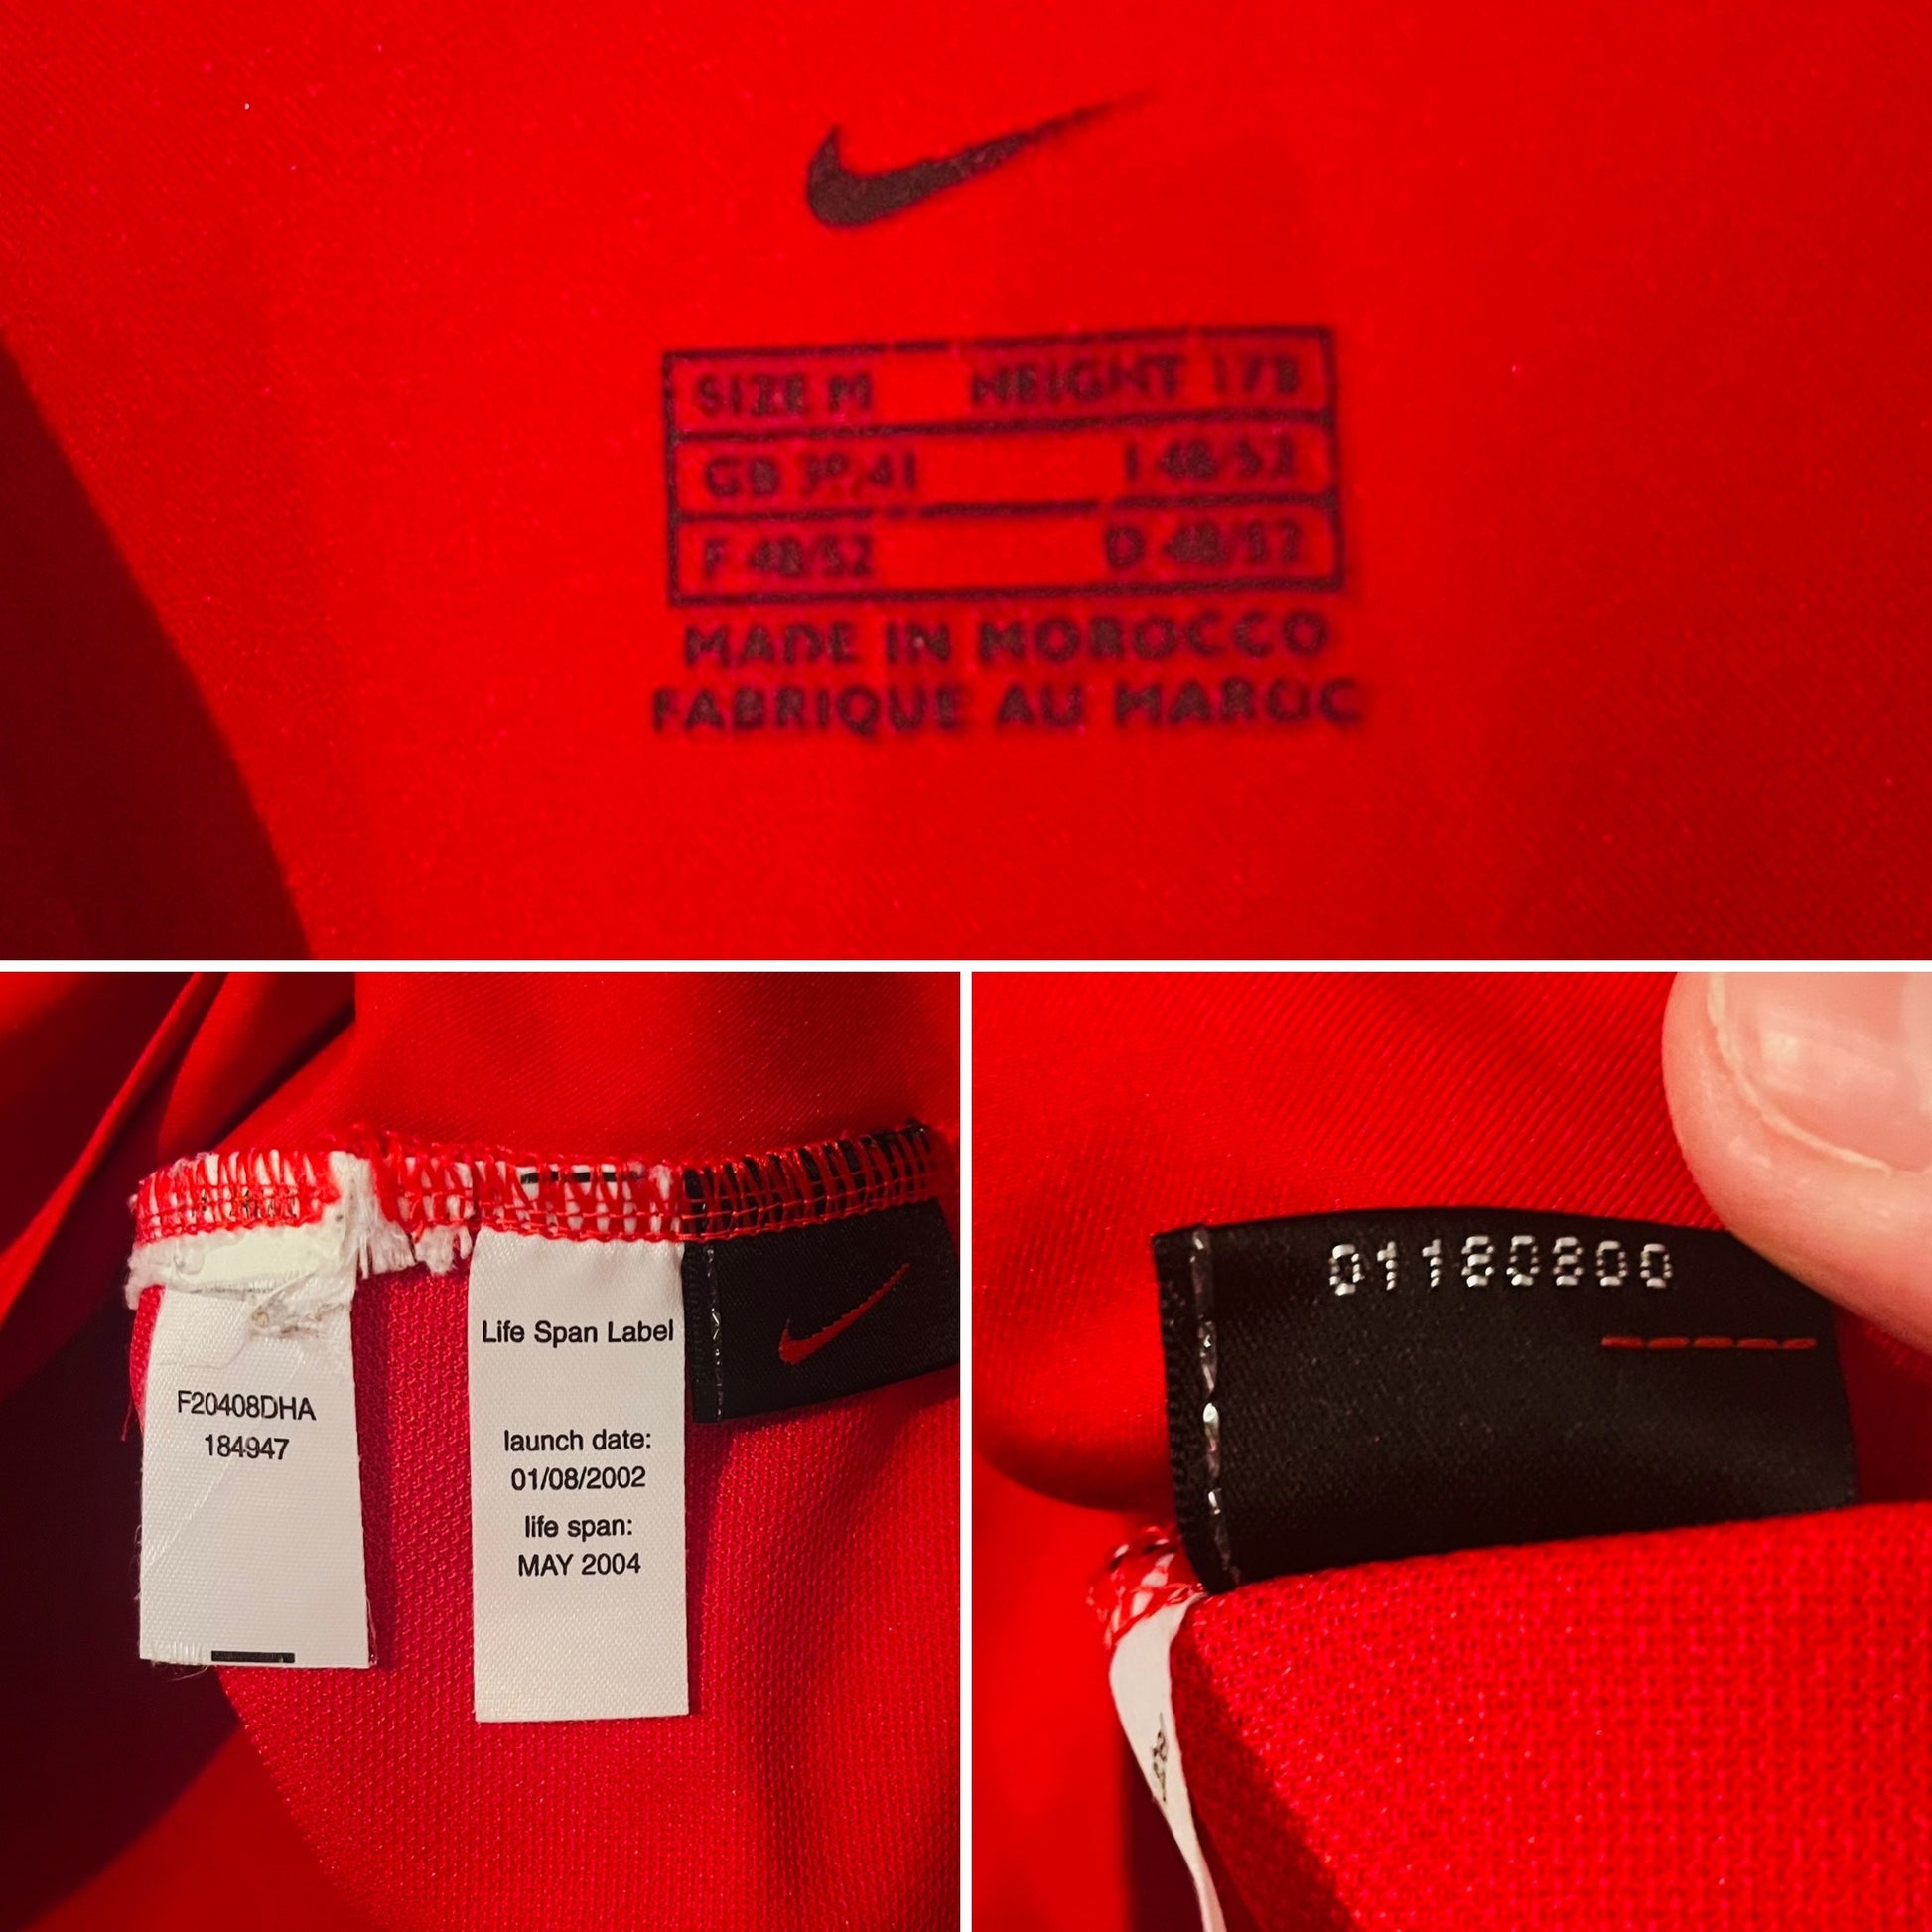 SIZE M HEIGHT 178
GB 39/41 I 48/52
F 48/52 D 48/52
MADE IN MOROCCO
FABRIQUE AU MAROC
F20408DHA
184947
Life Span Label
launch date:
01/08/2002
life span:
MAY 2004
01180800